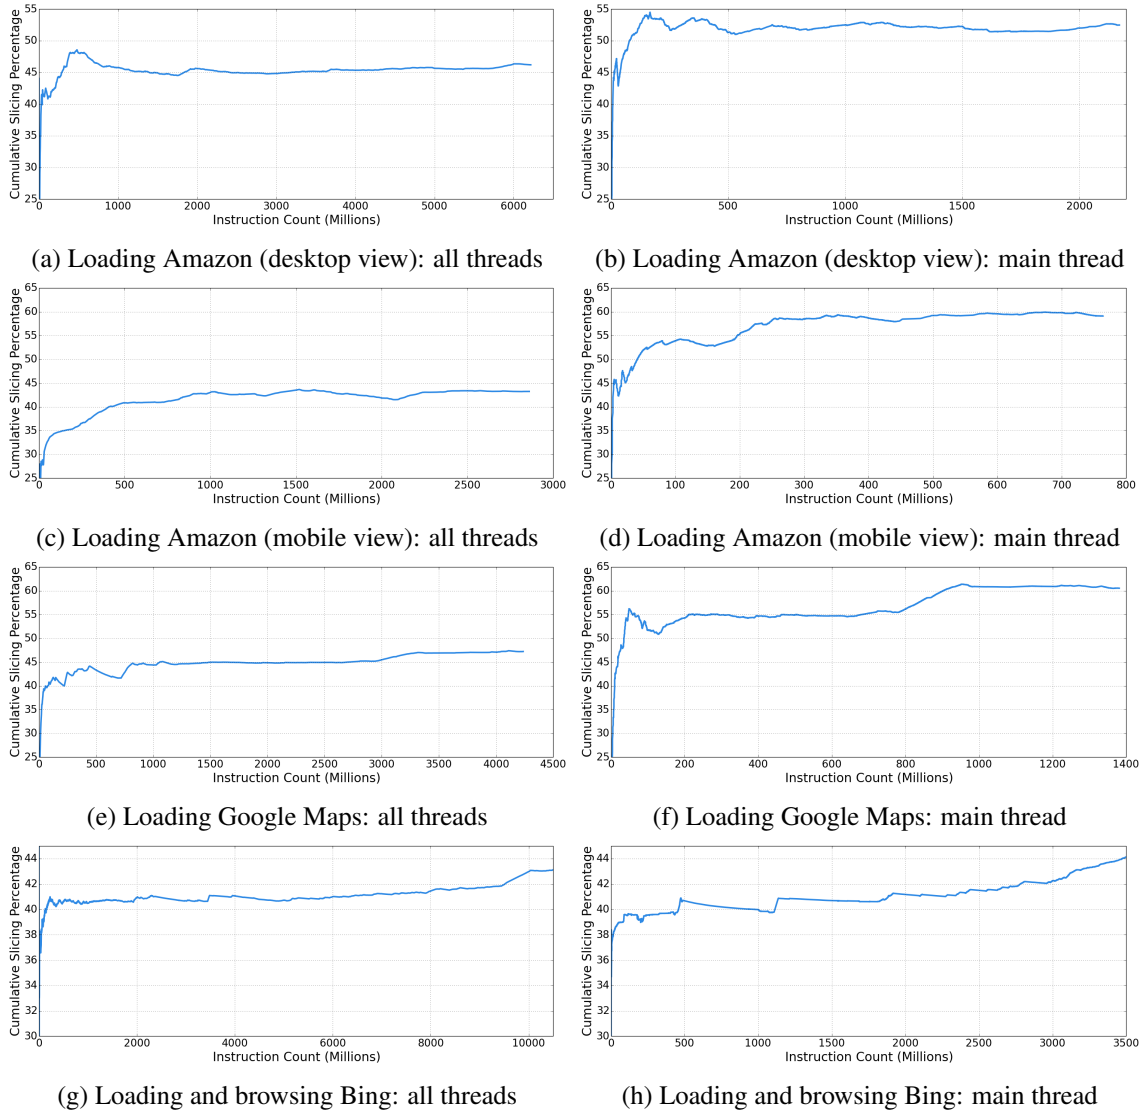 55
50
45
40
35
30
25
Cumulative Slicing Percentage
0 1000 2000 3000 4000 5000 6000
Instruction Count (Millions)
(a) Loading Amazon (desktop view): all threads
55
50
45
40
35
30
25
Cumulative Slicing Percentage
0 500 1000 1500 2000
Instruction Count (Millions)
(b) Loading Amazon (desktop view): main thread
65
60
55
50
45
40
35
30
25
Cumulative Slicing Percentage
0 500 1000 1500 2000 2500 3000
Instruction Count (Millions)
(c) Loading Amazon (mobile view): all threads
65
60
55
50
45
40
35
30
25
Cumulative Slicing Percentage
0 100 200 300 400 500 600 700 800
Instruction Count (Millions)
(d) Loading Amazon (mobile view): main thread
65
60
55
50
45
40
35
30
25
Cumulative Slicing Percentage
0 500 1000 1500 2000 2500 3000 3500 4000 4500
Instruction Count (Millions)
(e) Loading Google Maps: all threads
65
60
55
50
45
40
35
30
25
Cumulative Slicing Percentage
0 200 400 600 800 1000 1200 1400
Instruction Count (Millions)
(f) Loading Google Maps: main thread
44
42
40
38
36
34
32
30
Cumulative Slicing Percentage
0 2000 4000 6000 8000 10000
Instruction Count (Millions)
(g) Loading and browsing Bing: all threads
44
42
40
38
36
34
32
30
Cumulative Slicing Percentage
0 500 1000 1500 2000 2500 3000 3500
Instruction Count (Millions)
(h) Loading and browsing Bing: main thread